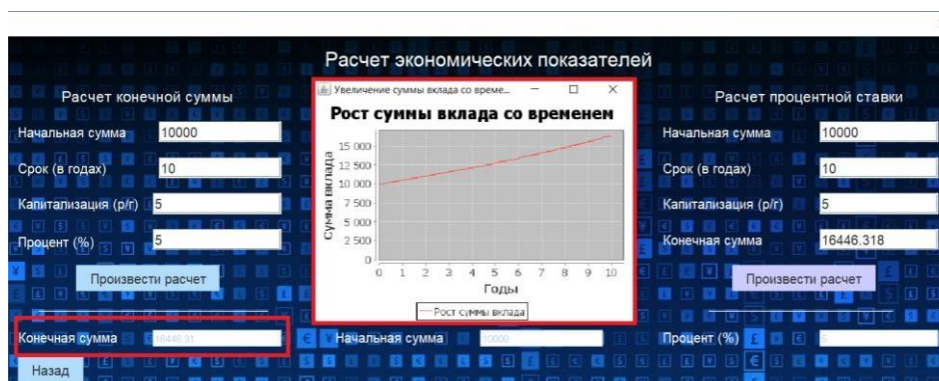 Расчет экономических показателей
Расчет конечной суммы
Начальная сумма 10000
Срок (в годах) 10
Капитализация (р/г) 5
Процент (%) 5
Произвести расчет
Конечная сумма 16446.31
Назад
Увеличение суммы вклада со време...
Рост суммы вклада со временем
Сумма вклада
15 000
12 500
10 000
7 500
5 000
2 500
0
0 1 2 3 4 5 6 7 8 9 10
Годы
Рост суммы вклада
Начальная сумма 10000
Расчет процентной ставки
Начальная сумма 10000
Срок (в годах) 10
Капитализация (р/г) 5
Конечная сумма 16446.318
Произвести расчет
Процент (%) 5